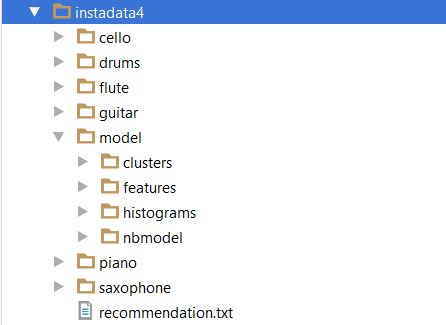 instadata4
cello
drums
flute
guitar
model
clusters
features
histograms
nbmodel
piano
saxophone
recommendation.txt